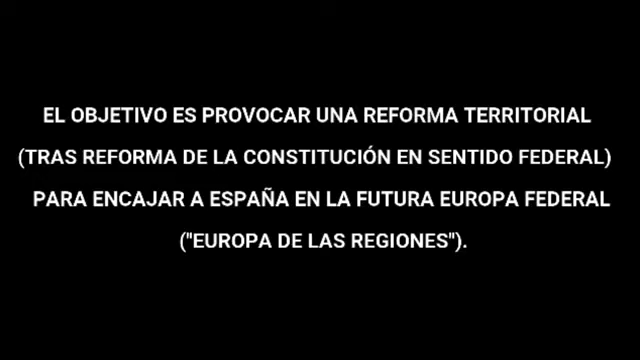 EL OBJETIVO ES PROVOCAR UNA REFORMA TERRITORIAL
(TRAS REFORMA DE LA CONSTITUCIÓN EN SENTIDO FEDERAL)
PARA ENCAJAR A ESPAÑA EN LA FUTURA EUROPA FEDERAL
("EUROPA DE LAS REGIONES").